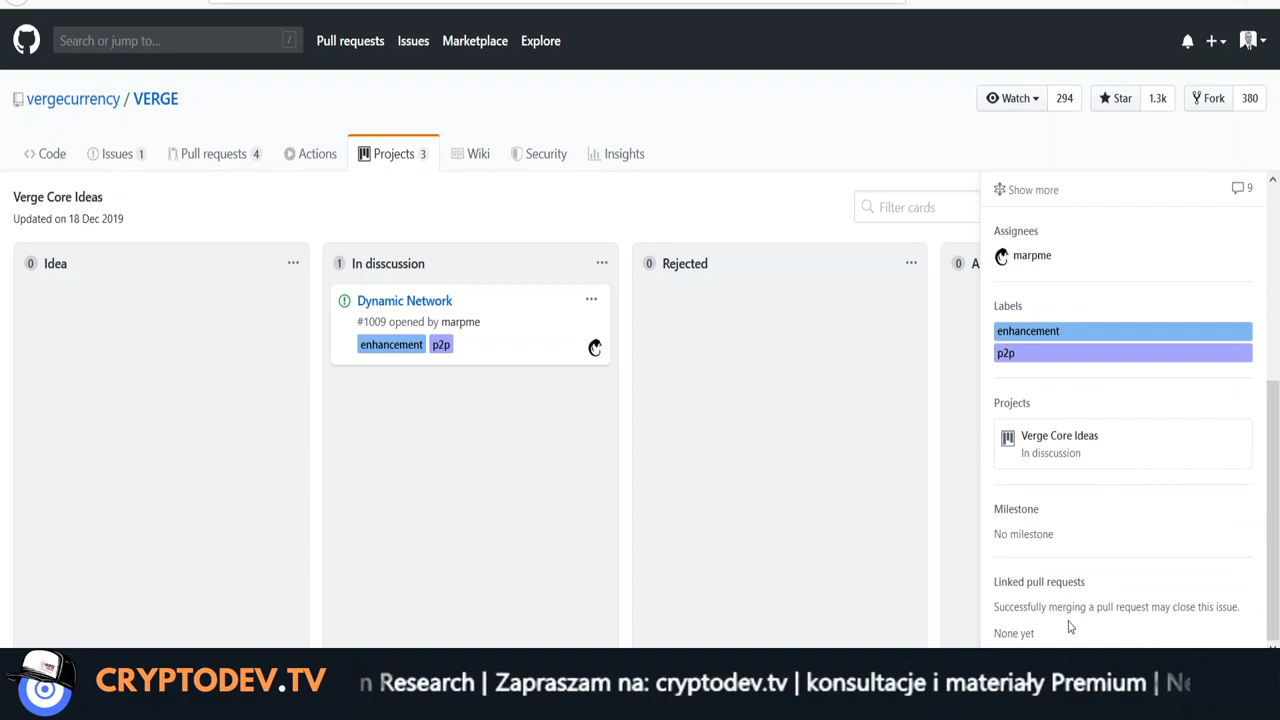 Search or jump to... /
Pull requests Issues Marketplace Explore
vergecurrency / VERGE
Watch 294 Star 1.3k Fork 380
Code Issues 1 Pull requests 4 Actions Projects 3 Wiki Security Insights
Verge Core Ideas
Updated on 18 Dec 2019
Filter cards
0 Idea
1 In disscussion
Dynamic Network
#1009 opened by marpme
enhancement p2p
0 Rejected
0 A
Show more 9
Assignees
marpme
Labels
enhancement
p2p
Projects
Verge Core Ideas
In disscussion
Milestone
No milestone
Linked pull requests
Successfully merging a pull request may close this issue.
None yet
CRYPTODEV.TV
n Research | Zapraszam na: cryptodev.tv | konsultacje i materiały Premium | Ne